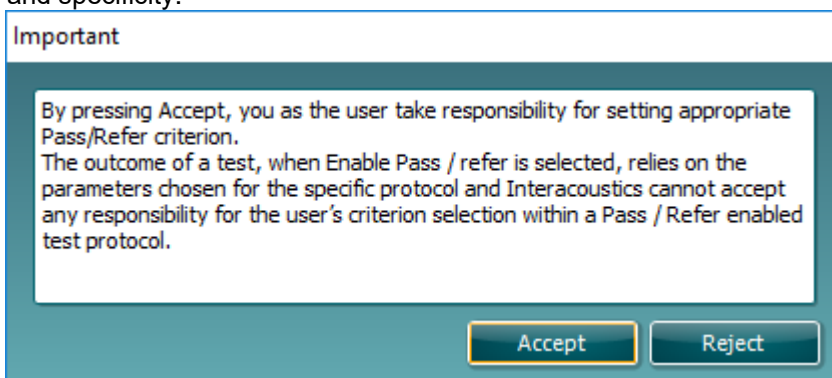 and specificity.
Important
By pressing Accept, you as the user take responsibility for setting appropriate
Pass/Refer criterion.
The outcome of a test, when Enable Pass / refer is selected, relies on the
parameters chosen for the specific protocol and Interacoustics cannot accept
any responsibility for the user's criterion selection within a Pass / Refer enabled
test protocol.
Accept
Reject